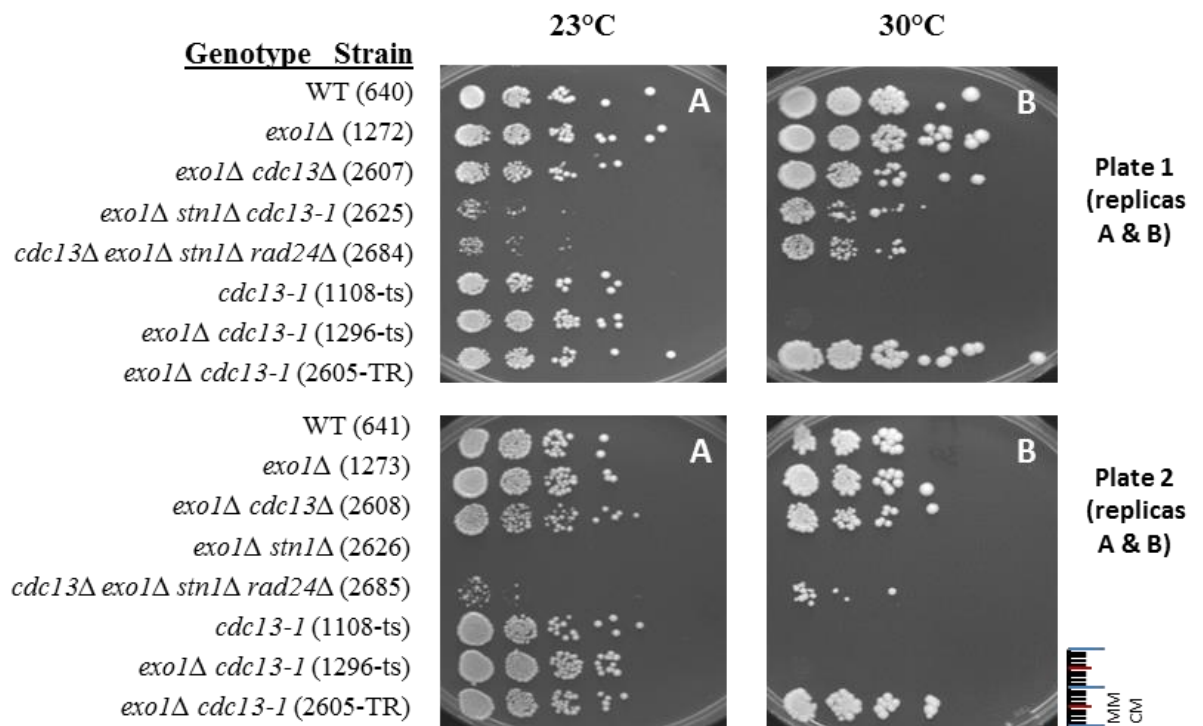 23°C
30°C
Genotype Strain
WT (640)
exo1Δ (1272)
exo1Δ cdc13Δ (2607)
exo1Δ stn1Δ cdc13-1 (2625)
cdc13Δ exo1Δ stn1Δ rad24Δ (2684)
cdc13-1 (1108-ts)
exo1Δ cdc13-1 (1296-ts)
exo1Δ cdc13-1 (2605-TR)
A
B
Plate 1
(replicas
A & B)
WT (641)
exo1Δ (1273)
exo1Δ cdc13Δ (2608)
exo1Δ stn1Δ (2626)
cdc13Δ exo1Δ stn1Δ rad24Δ (2685)
cdc13-1 (1108-ts)
exo1Δ cdc13-1 (1296-ts)
exo1Δ cdc13-1 (2605-TR)
A
B
Plate 2
(replicas
A & B)
MM
CM